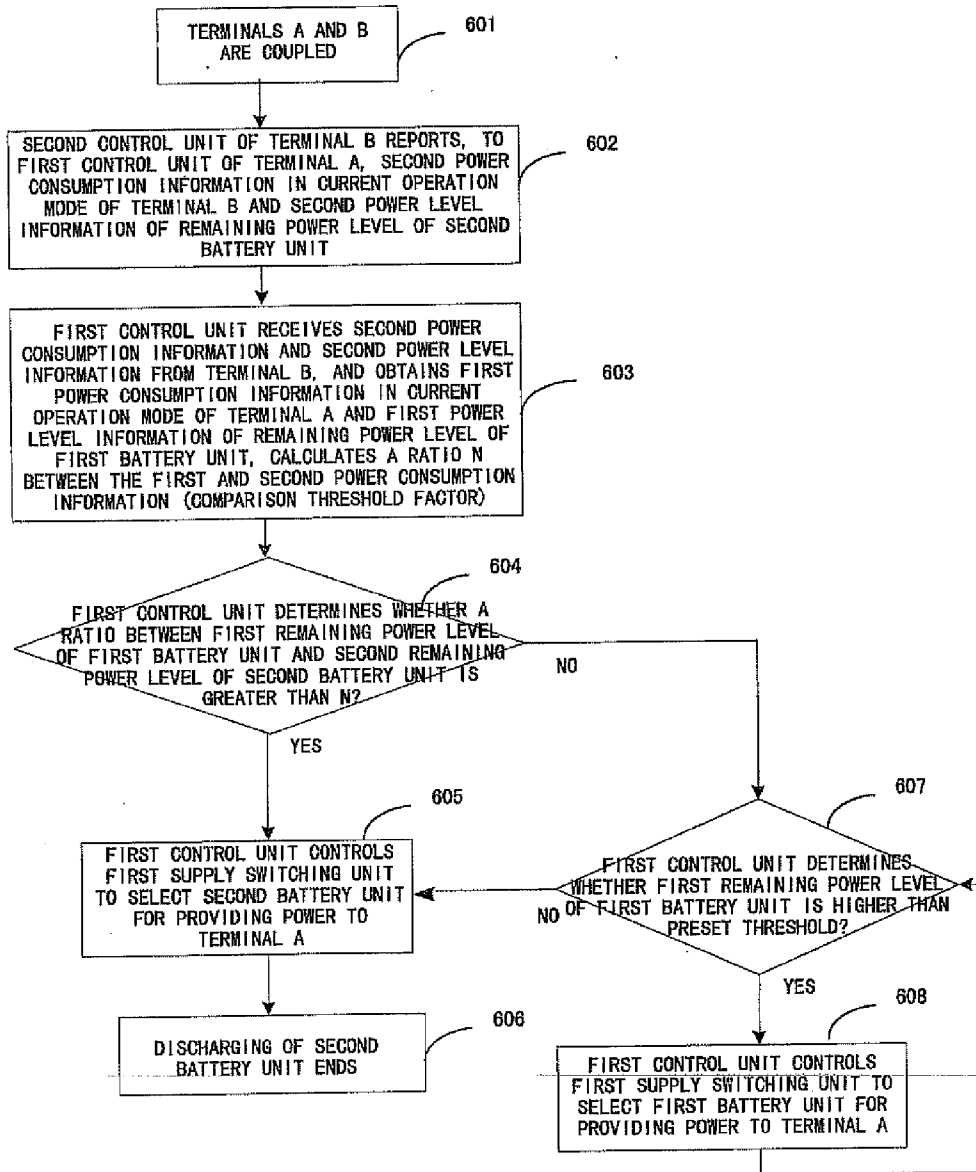 TERMINALS A AND B
ARE COUPLED
601
SECOND CONTROL UNIT OF TERMINAL B REPORTS, TO
FIRST CONTROL UNIT OF TERMINAL A, SECOND POWER
CONSUMPTION INFORMATION IN CURRENT OPERATION
MODE OF TERMINAL B AND SECOND POWER LEVEL
INFORMATION OF REMAINING POWER LEVEL OF SECOND
BATTERY UNIT
602
FIRST CONTROL UNIT RECEIVES SECOND POWER
CONSUMPTION INFORMATION AND SECOND POWER LEVEL
INFORMATION FROM TERMINAL B, AND OBTAINS FIRST
POWER CONSUMPTION INFORMATION IN CURRENT
OPERATION MODE OF TERMINAL A AND FIRST POWER
LEVEL INFORMATION OF REMAINING POWER LEVEL OF
FIRST BATTERY UNIT, CALCULATES A RATIO N
BETWEEN THE FIRST AND SECOND POWER CONSUMPTION
INFORMATION (COMPARISON THRESHOLD FACTOR)
603
604
FIRST CONTROL UNIT DETERMINES WHETHER A
RATIO BETWEEN FIRST REMAINING POWER LEVEL
OF FIRST BATTERY UNIT AND SECOND REMAINING
POWER LEVEL OF SECOND BATTERY UNIT IS
GREATER THAN N?
NO
YES
605
FIRST CONTROL UNIT CONTROLS
FIRST SUPPLY SWITCHING UNIT
TO SELECT SECOND BATTERY UNIT
FOR PROVIDING POWER TO
TERMINAL A
607
FIRST CONTROL UNIT DETERMINES
WHETHER FIRST REMAINING POWER LEVEL
OF FIRST BATTERY UNIT IS HIGHER THAN
PRESET THRESHOLD?
NO
YES
606
DISCHARGING OF SECOND
BATTERY UNIT ENDS
608
FIRST CONTROL UNIT CONTROLS
FIRST SUPPLY SWITCHING UNIT TO
SELECT FIRST BATTERY UNIT FOR
PROVIDING POWER TO TERMINAL A